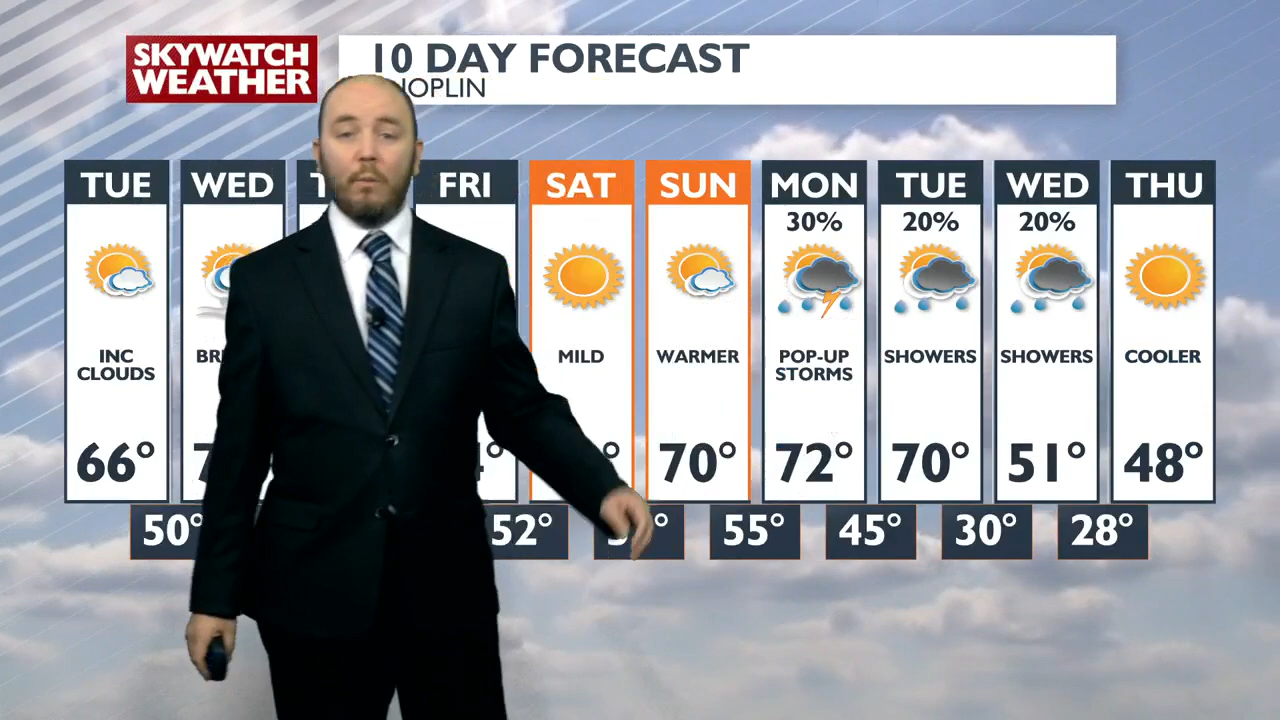 SKYWATCH
WEATHER
10 DAY FORECAST
TUE
WED
FRI
SAT
SUN
MON
TUE
WED
THU
30%
20%
20%
INC
CLOUDS
MILD
WARMER
POP-UP
STORMS
SHOWERS
SHOWERS
COOLER
66°
70°
72°
70°
51°
48°
50°
52°
55°
45°
30°
28°